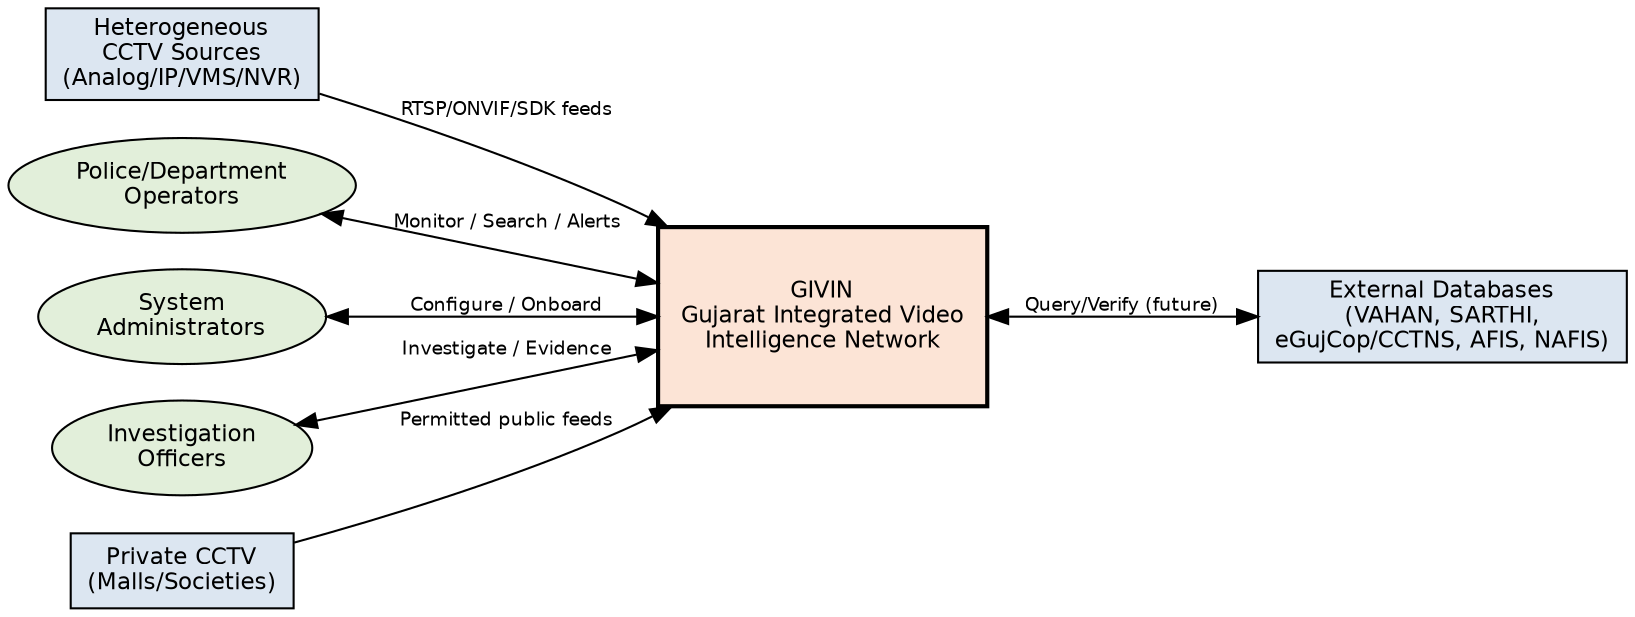 Heterogeneous
CCTV Sources
(Analog/IP/VMS/NVR)
RTSP/ONVIF/SDK feeds
Police/Department
Operators
Monitor / Search / Alerts
System
Administrators
Configure / Onboard
GIVIN
Gujarat Integrated Video
Intelligence Network
Query/Verify (future)
External Databases
(VAHAN, SARTHI,
eGujCop/CCTNS, AFIS, NAFIS)
Investigate / Evidence
Investigation
Officers
Permitted public feeds
Private CCTV
(Malls/Societies)